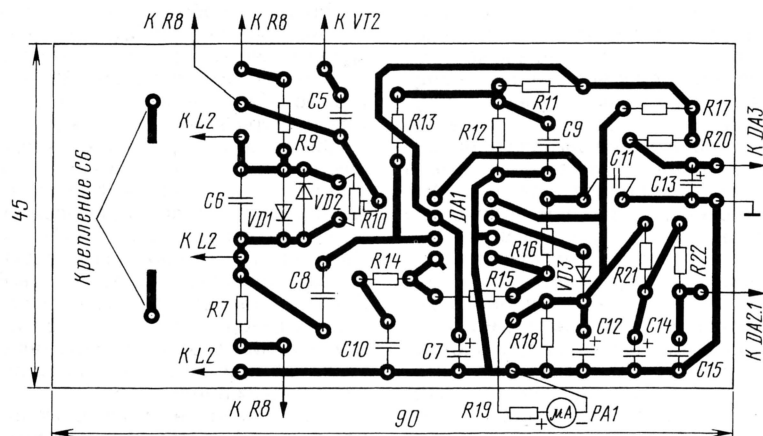 К R8
К R8
К VT2
45
Крепление C6
К L2
К L2
К L2
К R8
R9
C5
R13
R11
R12
C9
R17
R20
К DA3
C11
C13
C6
VD1
VD2
R10
DA1
R16
VD3
R21
R22
R7
C8
R14
R15
C10
C7
R18
C12
C14
C15
К DA2.1
R19
мА
PA1
90
+
+
+
+
+
−